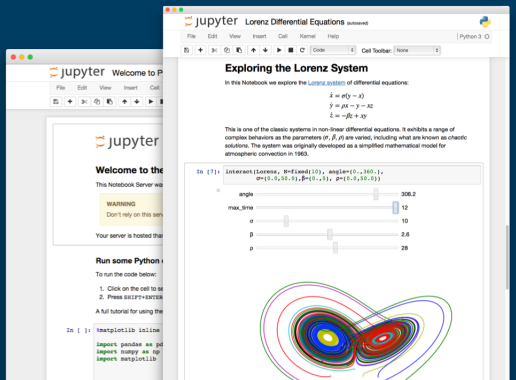 jupyter Lorenz Differential Equations (autosaved)
File Edit View Insert Cell Kernel Help
Python 3
Code Cell Toolbar: None
Exploring the Lorenz System
In this Notebook we explore the Lorenz system of differential equations:
ẋ = σ(y − x)
ẏ = ρx − y − xz
ż = −βz + xy
This is one of the classic systems in non-linear differential equations. It exhibits a range of
complex behaviors as the parameters (σ, β, ρ) are varied, including what are known as chaotic
solutions. The system was originally developed as a simplified mathematical model for
atmospheric convection in 1963.
In [7]: interact(Lorenz, N=fixed(10), angle=(0.,360.),
σ=(0.0,50.0),β=(0.,5), ρ=(0.0,50.0))
angle 308.2
max_time 12
σ 10
β 2.6
ρ 28
jupyter Welcome to P
File Edit View Insert
jupyter
Welcome to the
This Notebook Server was
WARNING
Don't rely on this serv
Your server is hosted than
Run some Python
To run the code below:
1. Click on the cell to se
2. Press SHIFT+ENTER
A full tutorial for using the
In [ ]: %matplotlib inline
import pandas as pd
import numpy as np
import matplotlib